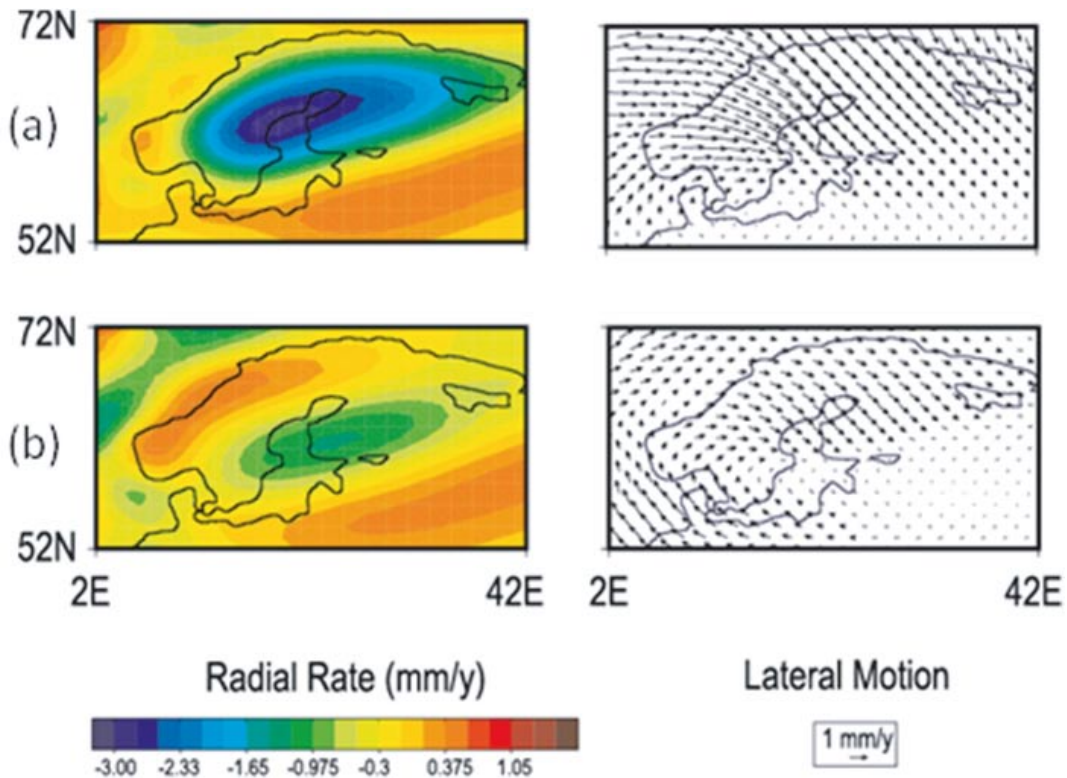 72N
(a)
52N
72N
(b)
52N
2E 42E 2E 42E
Radial Rate (mm/y) Lateral Motion
1 mm/y
-3.00 -2.33 -1.65 -0.975 -0.3 0.375 1.05